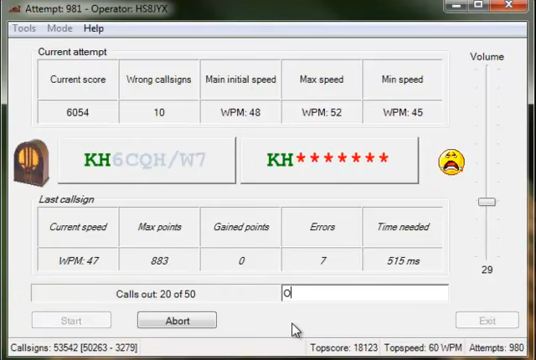 Attempt: 981 - Operator: HS8JYX
Tools Mode Help
Current attempt
Volume
Current score Wrong callsigns Main initial speed Max speed Min speed
6054 10 WPM: 48 WPM: 52 WPM: 45
KH6CQH/W7 KH*******
Last callsign
Current speed Max points Gained points Errors Time needed
WPM: 47 883 0 7 515 ms
29
Calls out: 20 of 50 O
Start Abort Exit
Callsigns: 53542 [50263 - 3279] Topscore: 18123 Topspeed: 60 WPM Attempts: 980